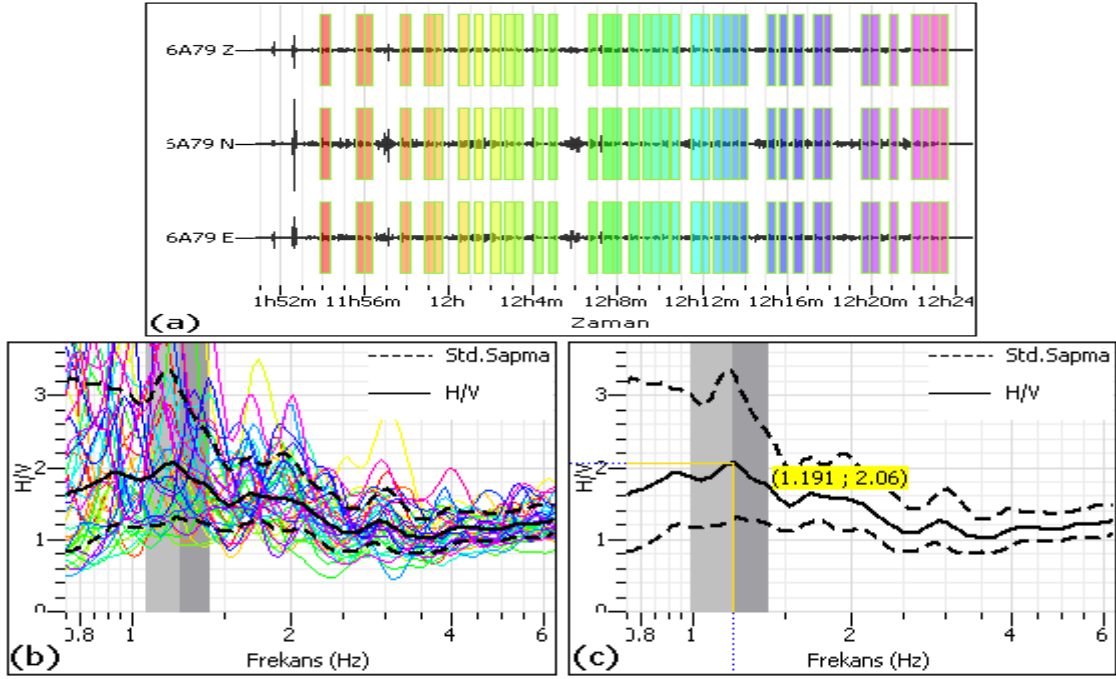 6A79 Z
5A79 N
6A79 E
1h52m 11h56m 12h 12h4m 12h8m 12h12m 12h16m 12h20m 12h24
(a) Zaman
Std.Sapma
H/V
H/V
3
2
1
0
0.8 1 2 4 6
(b) Frekans (Hz)
Std.Sapma
H/V
H/V
3
2
1
0
(1.191 ; 2.06)
0.8 1 2 4 6
(c) Frekans (Hz)